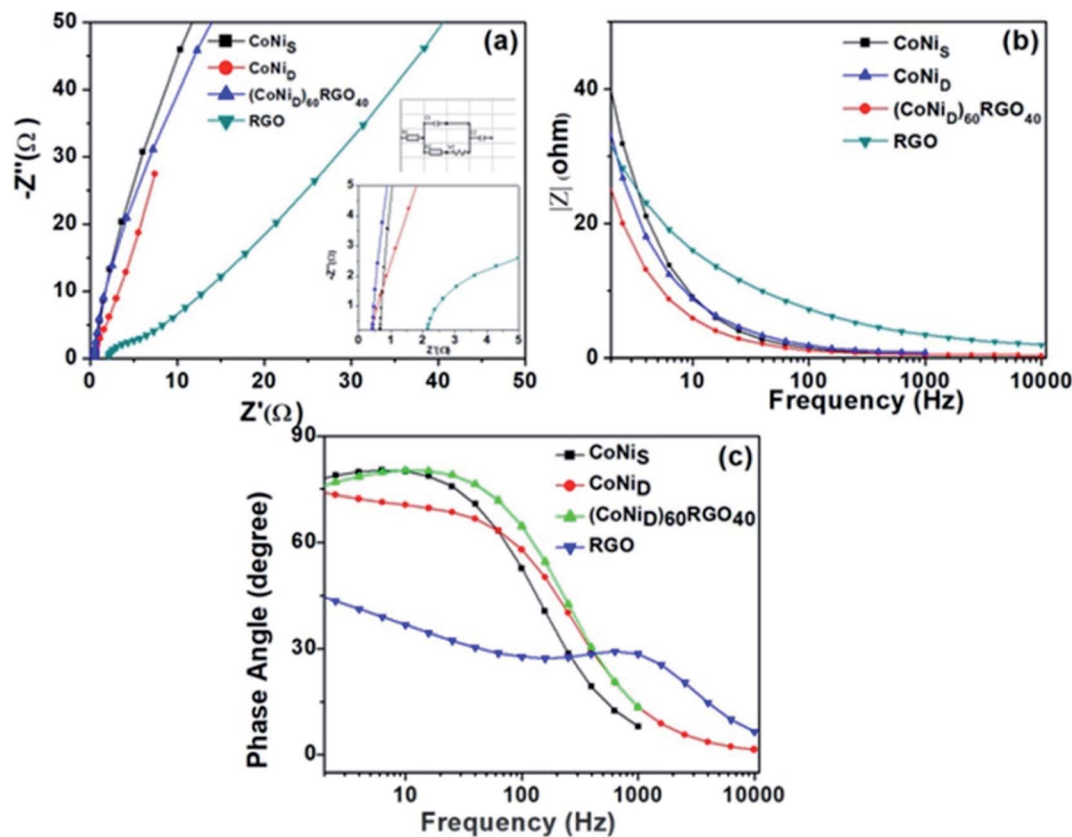 50
40
30
20
10
0
-Z''(Ω)
(a)
CoNiS
CoNiD
(CoNiD)60RGO40
RGO
5
4
3
2
1
0
-Z''(Ω)
0 1 2 3 4 5
Z'(Ω)
0 10 20 30 40 50
Z'(Ω)
40
20
0
|Z| (ohm)
(b)
CoNiS
CoNiD
(CoNiD)60RGO40
RGO
10 100 1000 10000
Frequency (Hz)
90
60
30
0
Phase Angle (degree)
(c)
CoNiS
CoNiD
(CoNiD)60RGO40
RGO
10 100 1000 10000
Frequency (Hz)